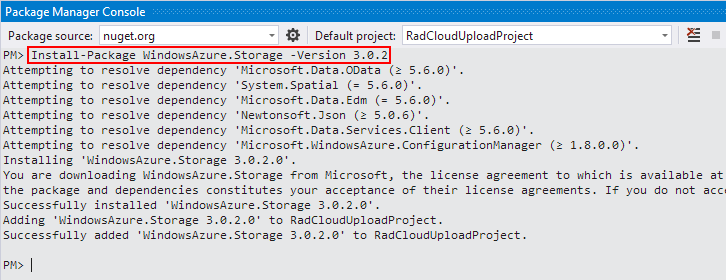 Package Manager Console
Package source: nuget.org Default project: RadCloudUploadProject
PM> Install-Package WindowsAzure.Storage -Version 3.0.2
Attempting to resolve dependency 'Microsoft.Data.OData (≥ 5.6.0)'.
Attempting to resolve dependency 'System.Spatial (= 5.6.0)'.
Attempting to resolve dependency 'Microsoft.Data.Edm (= 5.6.0)'.
Attempting to resolve dependency 'Newtonsoft.Json (≥ 5.0.6)'.
Attempting to resolve dependency 'Microsoft.Data.Services.Client (≥ 5.6.0)'.
Attempting to resolve dependency 'Microsoft.WindowsAzure.ConfigurationManager (≥ 1.8.0.0)'.
Installing 'WindowsAzure.Storage 3.0.2.0'.
You are downloading WindowsAzure.Storage from Microsoft, the license agreement to which is available at
the package and dependencies constitutes your acceptance of their license agreements. If you do not acc
Successfully installed 'WindowsAzure.Storage 3.0.2.0'.
Adding 'WindowsAzure.Storage 3.0.2.0' to RadCloudUploadProject.
Successfully added 'WindowsAzure.Storage 3.0.2.0' to RadCloudUploadProject.
PM>